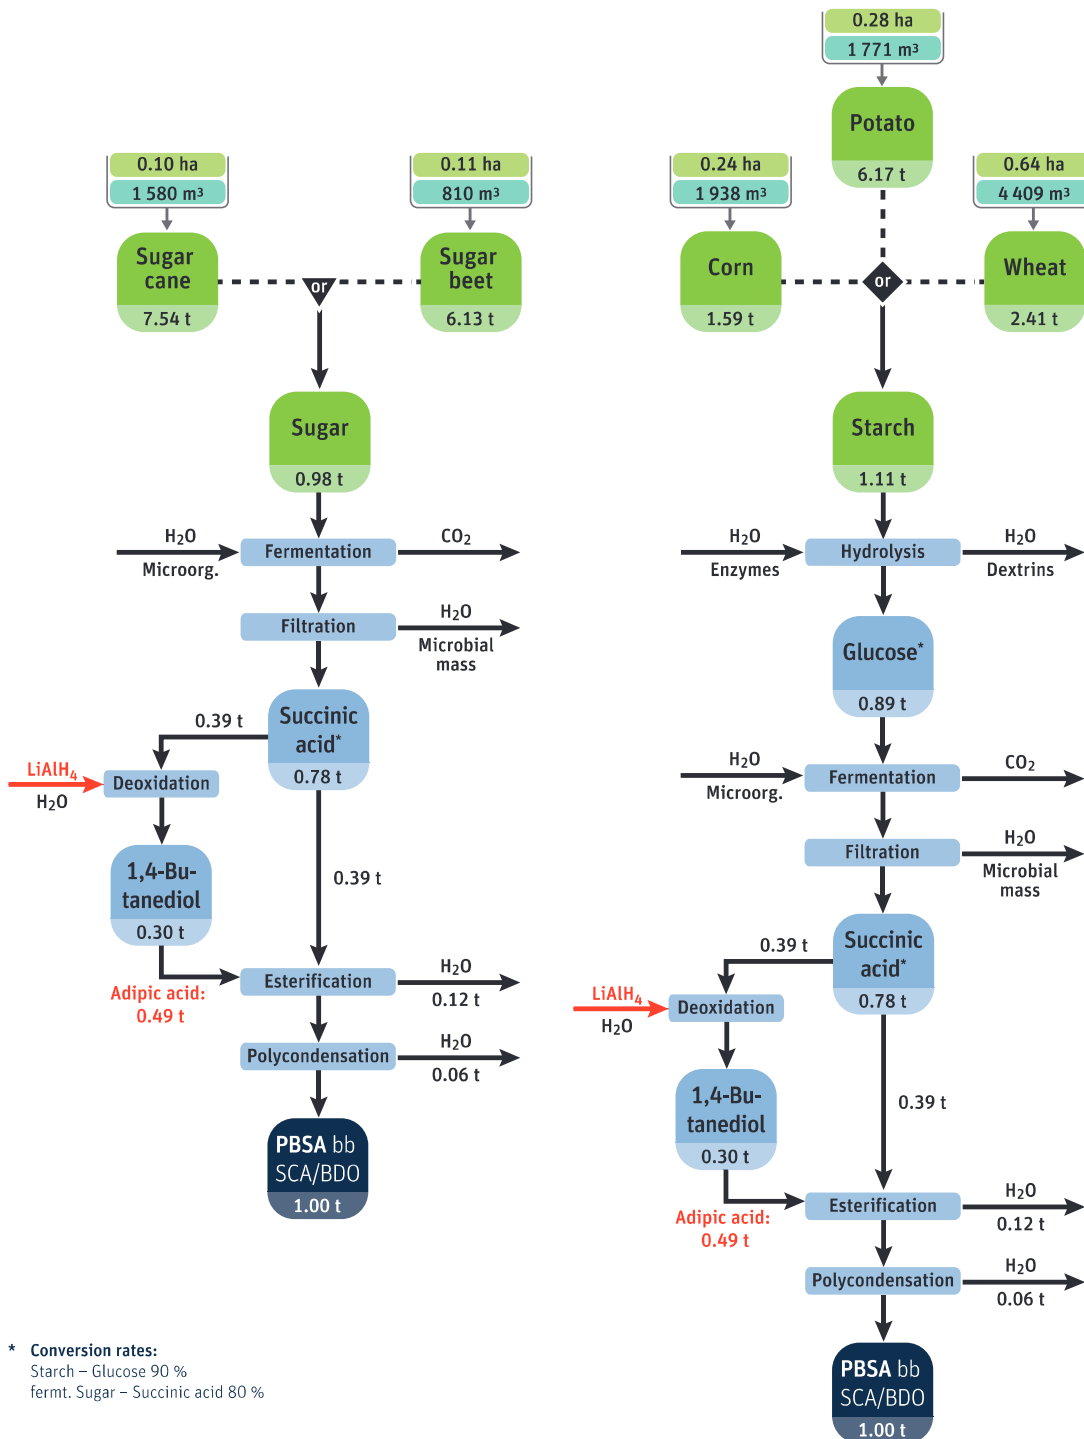 0.10 ha
1 580 m³
Sugar
cane
7.54 t
or
0.11 ha
810 m³
Sugar
beet
6.13 t
Sugar
0.98 t
H₂O
Microorg.
Fermentation
CO₂
Filtration
H₂O
Microbial
mass
Succinic
acid*
0.78 t
0.39 t
LiAlH₄
H₂O
Deoxidation
1,4-Bu-
tanediol
0.30 t
0.39 t
Adipic acid:
0.49 t
Esterification
H₂O
0.12 t
Polycondensation
H₂O
0.06 t
PBSA bb
SCA/BDO
1.00 t
0.28 ha
1 771 m³
Potato
6.17 t
0.24 ha
1 938 m³
Corn
1.59 t
or
0.64 ha
4 409 m³
Wheat
2.41 t
Starch
1.11 t
H₂O
Enzymes
Hydrolysis
H₂O
Dextrins
Glucose*
0.89 t
H₂O
Microorg.
Fermentation
CO₂
Filtration
H₂O
Microbial
mass
Succinic
acid*
0.78 t
0.39 t
LiAlH₄
H₂O
Deoxidation
1,4-Bu-
tanediol
0.30 t
0.39 t
Adipic acid:
0.49 t
Esterification
H₂O
0.12 t
Polycondensation
H₂O
0.06 t
PBSA bb
SCA/BDO
1.00 t
* Conversion rates:
Starch – Glucose 90 %
fermt. Sugar – Succinic acid 80 %